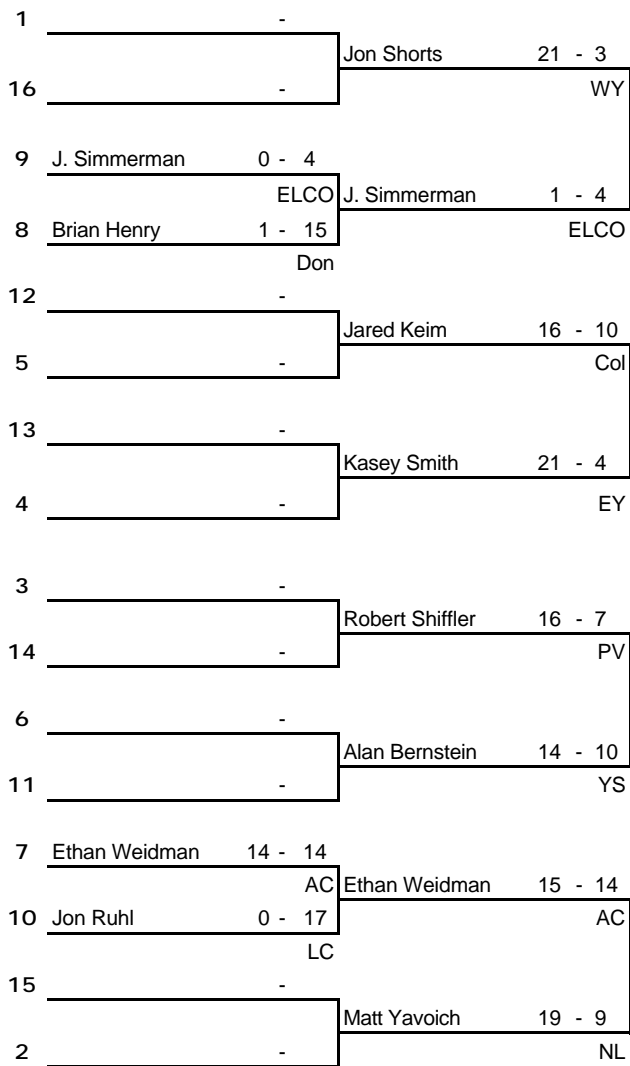 1 -
Jon Shorts 21 - 3
16 - WY
9 J. Simmerman 0 - 4
ELCO J. Simmerman 1 - 4
8 Brian Henry 1 - 15 ELCO
Don
12 -
Jared Keim 16 - 10
5 - Col
13 -
Kasey Smith 21 - 4
4 - EY
3 -
Robert Shiffler 16 - 7
14 - PV
6 -
Alan Bernstein 14 - 10
11 - YS
7 Ethan Weidman 14 - 14
AC Ethan Weidman 15 - 14
10 Jon Ruhl 0 - 17 AC
LC
15 -
Matt Yavoich 19 - 9
2 - NL